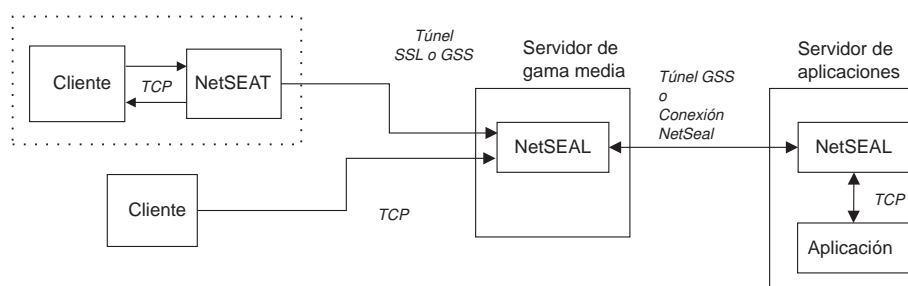 Túnel
SSL o GSS
Servidor de
gama media
Servidor de
aplicaciones
Cliente
TCP
NetSEAT
Túnel GSS
o
Conexión
NetSeal
NetSEAL
NetSEAL
Cliente
TCP
TCP
Aplicación